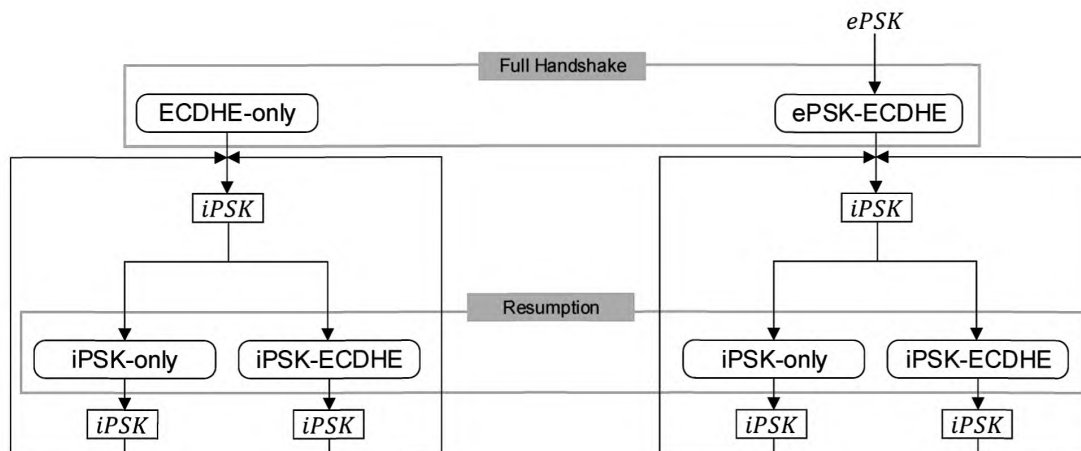 ePSK
Full Handshake
ECDHE-only
ePSK-ECDHE
iPSK
iPSK
Resumption
iPSK-only
iPSK-ECDHE
iPSK-only
iPSK-ECDHE
iPSK
iPSK
iPSK
iPSK